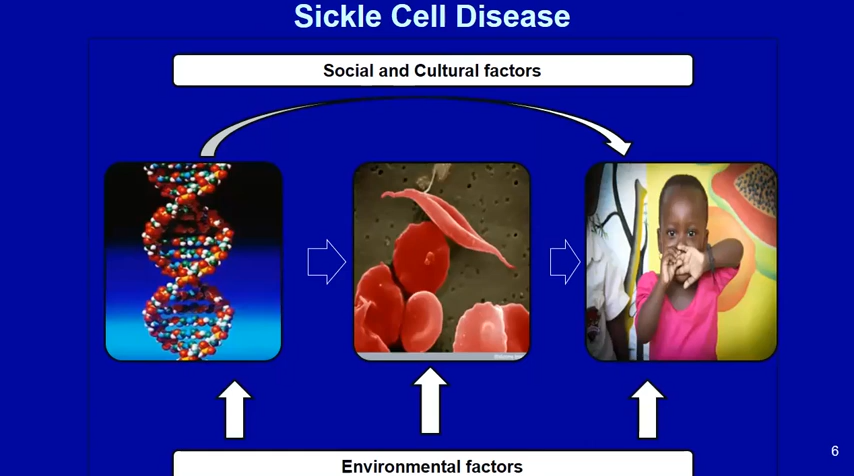 Sickle Cell Disease
Social and Cultural factors
Environmental factors
6